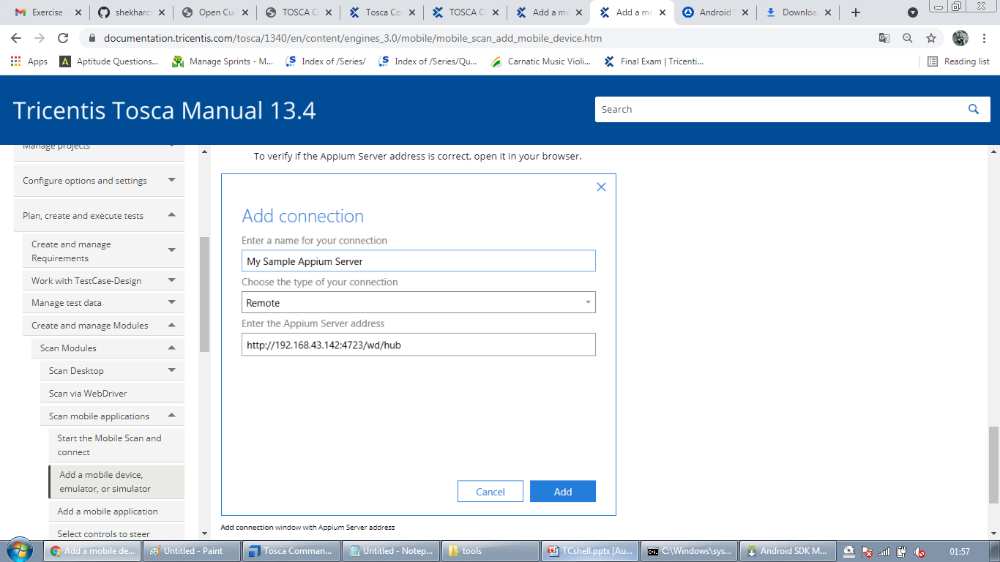 Exercise -
shekharc
Open Cu
TOSCA C
Tosca Co
TOSCA C
Add a mo
Add a mo
Android S
Downloa
documentation.tricentis.com/tosca/1340/en/content/engines_3.0/mobile/mobile_scan_add_mobile_device.htm
Apps
Aptitude Questions...
Manage Sprints - M...
Index of /Series/
Index of /Series/Qu...
Carnatic Music Violi...
Final Exam | Tricenti...
Reading list
Tricentis Tosca Manual 13.4
Search
Manage projects
Configure options and settings
Plan, create and execute tests
Create and manage
Requirements
Work with TestCase-Design
Manage test data
Create and manage Modules
Scan Modules
Scan Desktop
Scan via WebDriver
Scan mobile applications
Start the Mobile Scan and
connect
Add a mobile device,
emulator, or simulator
Add a mobile application
Select controls to steer
To verify if the Appium Server address is correct, open it in your browser.
Add connection
Enter a name for your connection
My Sample Appium Server
Choose the type of your connection
Remote
Enter the Appium Server address
http://192.168.43.142:4723/wd/hub
Cancel
Add
Add connection window with Appium Server address
Add a mobile de...
Untitled - Paint
Tosca Comman...
Untitled - Notep...
tools
TCshell.pptx [Au...
C:\Windows\sys...
Android SDK M...
01:57